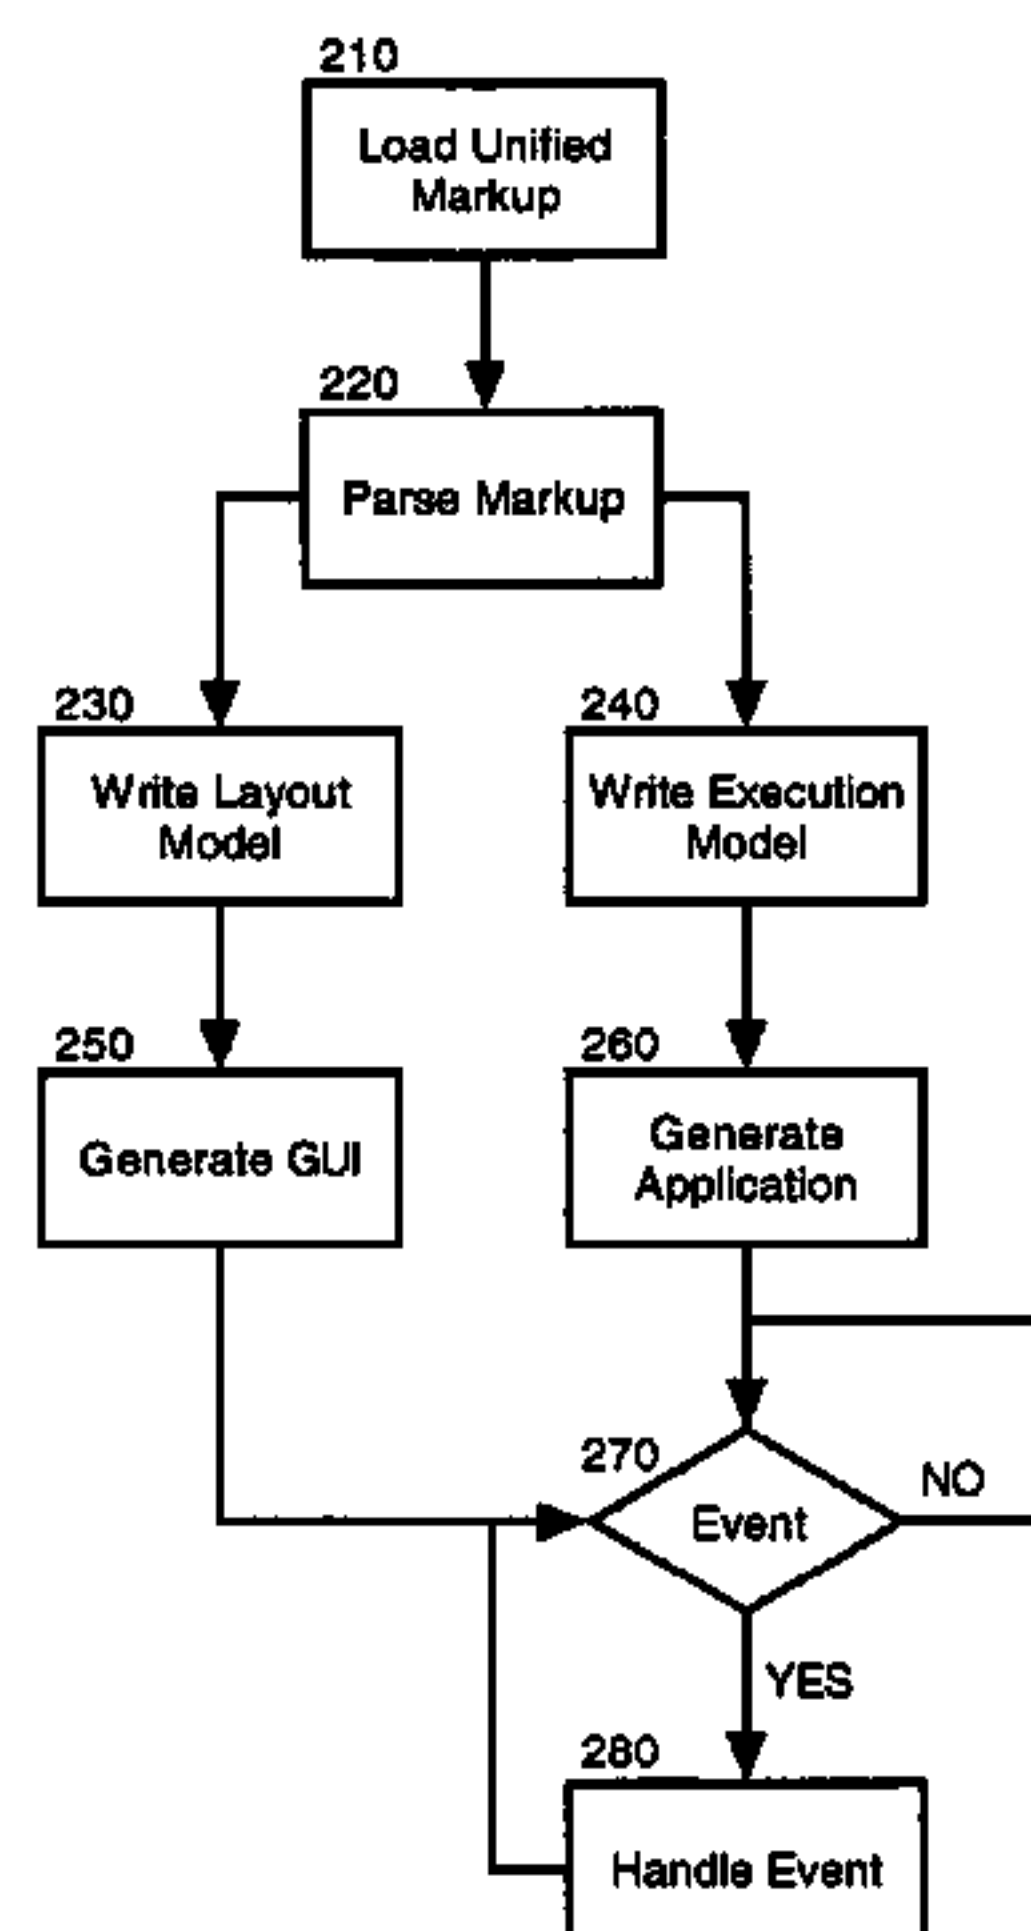 210
Load Unified
Markup
220
Parse Markup
230
Write Layout
Model
240
Write Execution
Model
250
Generate GUI
260
Generate
Application
270
Event
NO
YES
280
Handle Event